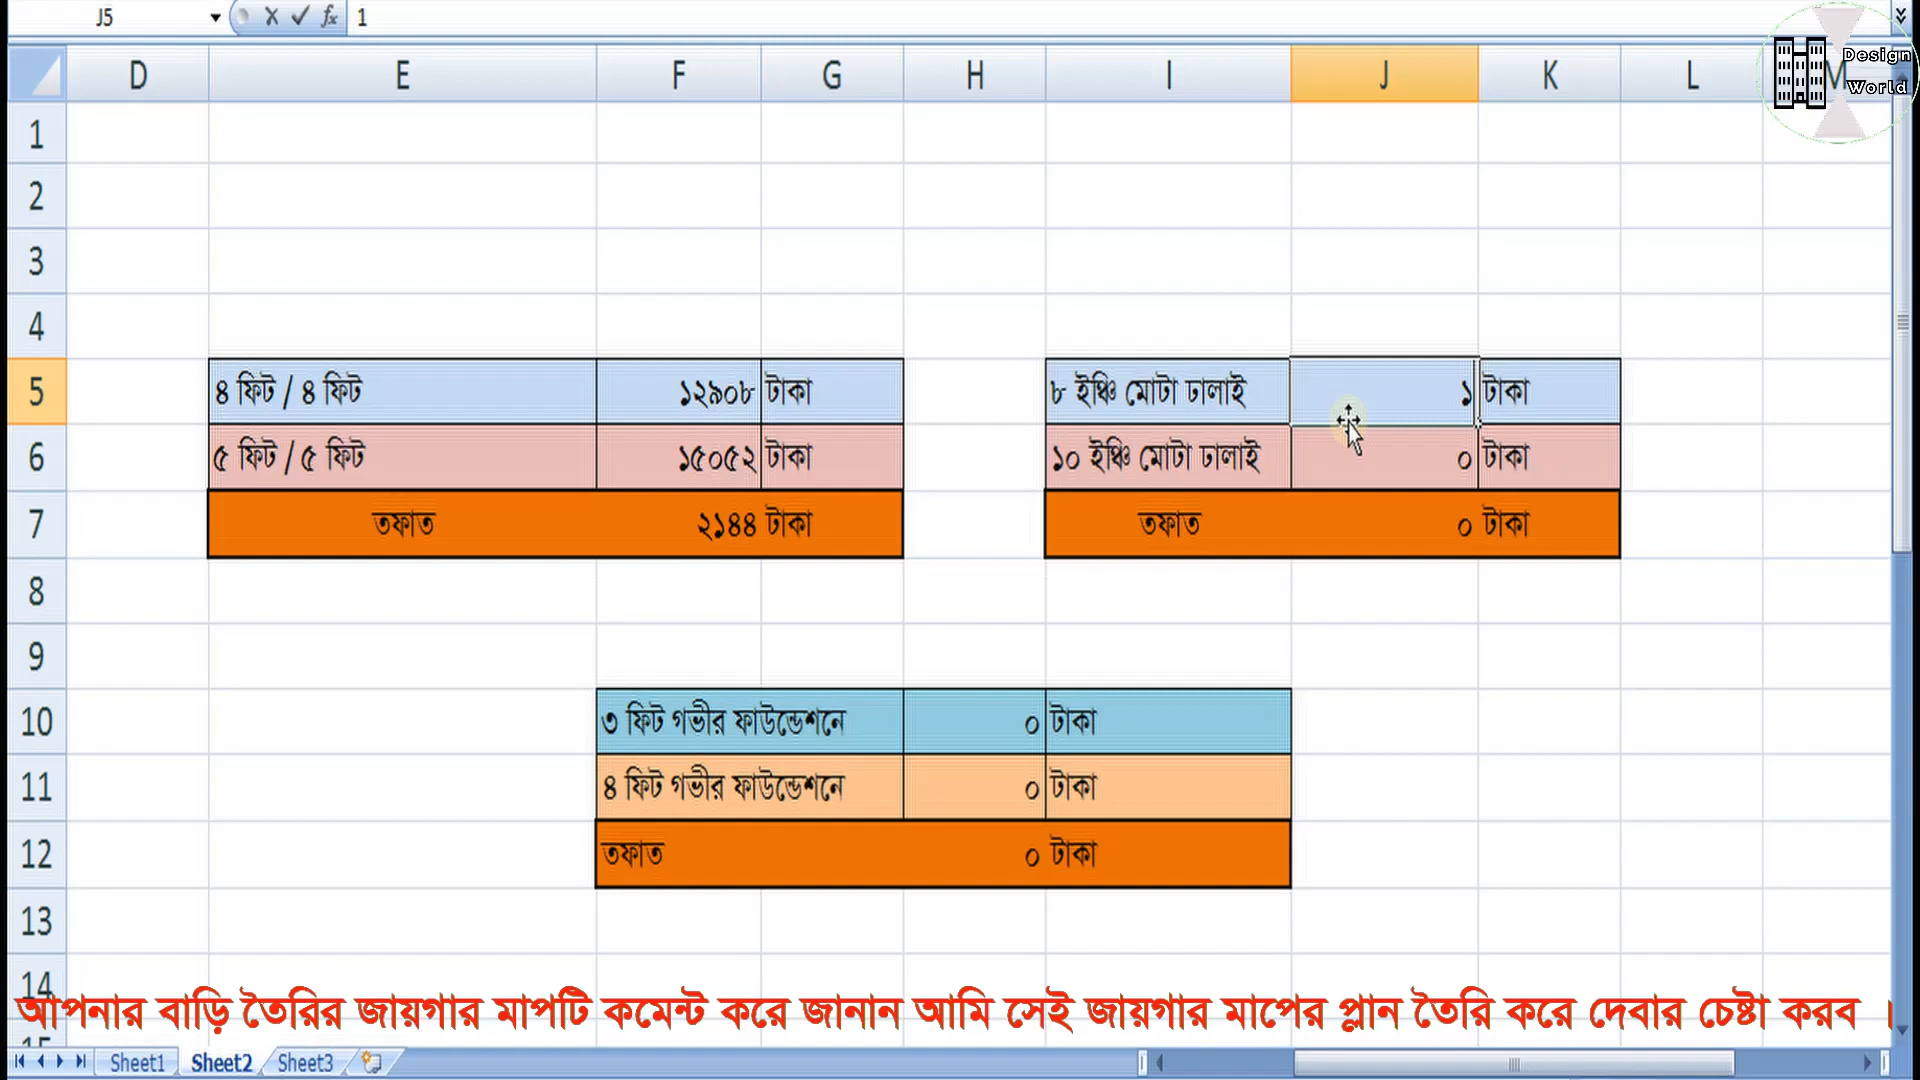 J5 fx 1
Design
World
D E F G H I J K L M
1
2
3
4
5 ৪ ফিট / ৪ ফিট ১২৯০৮ টাকা ৮ ইঞ্চি মোটা ঢালাই ১ টাকা
6 ৫ ফিট / ৫ ফিট ১৫০৫২ টাকা ১০ ইঞ্চি মোটা ঢালাই ০ টাকা
7 তফাত ২১৪৪ টাকা তফাত ০ টাকা
8
9
10 ৩ ফিট গভীর ফাউন্ডেশনে ০ টাকা
11 ৪ ফিট গভীর ফাউন্ডেশনে ০ টাকা
12 তফাত ০ টাকা
13
14
আপনার বাড়ি তৈরির জায়গার মাপটি কমেন্ট করে জানান আমি সেই জায়গার মাপের প্লান তৈরি করে দেবার চেষ্টা করব ।
15
Sheet1 Sheet2 Sheet3